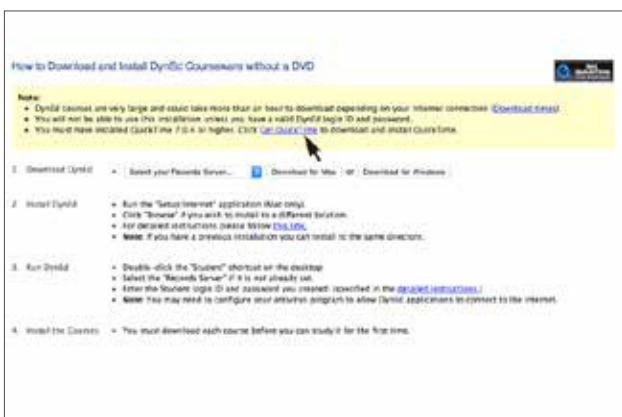 How to Download and Install DynEd Courseware without a DVD
Note:
• DynEd courses are very large and could take more than an hour to download depending on your internet connection (Download times)
• You will not be able to use this installation unless you have a valid DynEd login ID and password.
• You must have installed QuickTime 7.0.4 or higher. Click Get QuickTime to download and install QuickTime.
1. Download DynEd • Select your Records Server... Download for Mac or Download for Windows
2. Install DynEd • Run the "Setup Internet" application (Mac only).
• Click "Browse" if you wish to install to a different location.
• For detailed instructions please follow this link.
• Note: If you have a previous installation you can install to the same directory.
3. Run DynEd • Double-click the "Student" shortcut on the desktop
• Select the "Records Server" if it is not already set.
• Enter the Student login ID and password you created (specified in the detailed instructions.)
• Note: You may need to configure your antivirus program to allow DynEd applications to connect to the internet.
4. Install the Courses • You must download each course before you can study it for the first time.